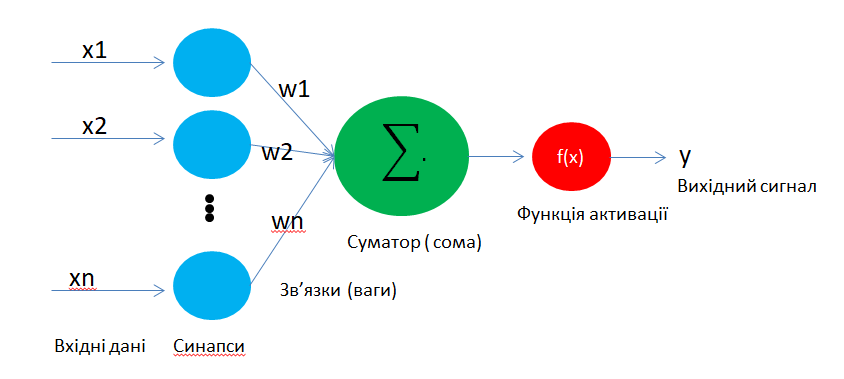 x1
w1
x2
w2
∑.
f(x)
y
Вихідний сигнал
Функція активації
wn
Суматор ( сома)
xn
Зв’язки (ваги)
Вхідні дані
Синапси